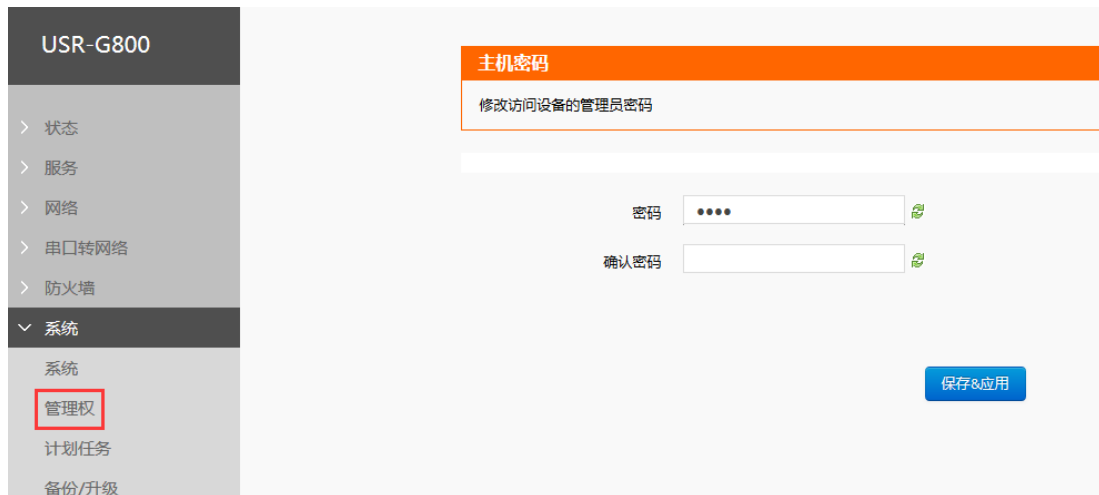 USR-G800
状态
服务
网络
串口转网络
防火墙
系统
系统
管理权
计划任务
备份/升级
主机密码
修改访问设备的管理员密码
密码 ••••
确认密码
保存&应用